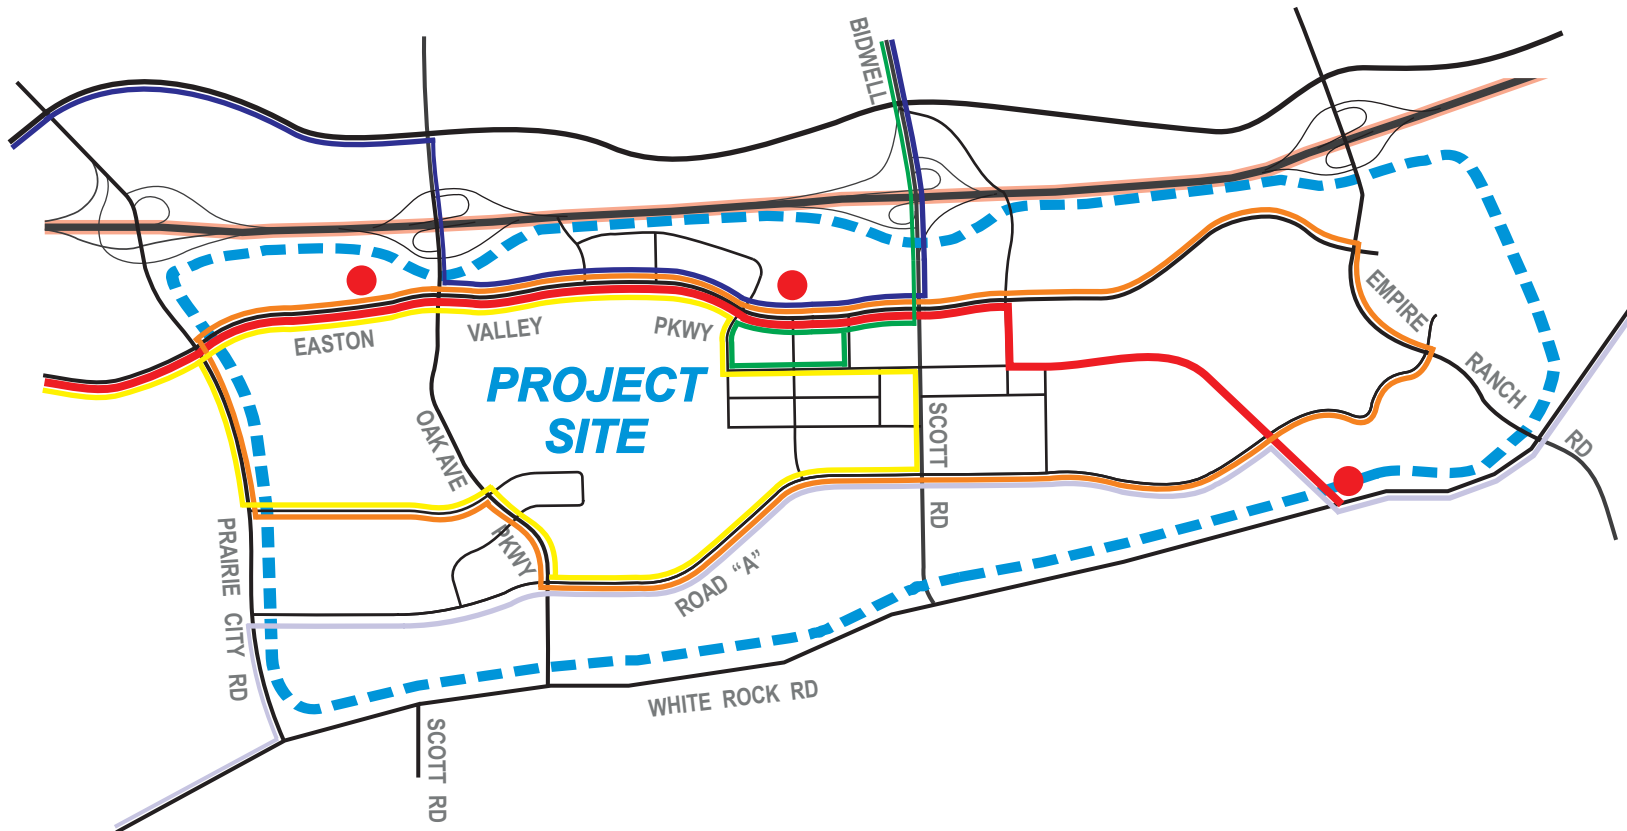 BIDWELL
EASTON VALLEY PKWY
EMPIRE RANCH RD
PROJECT
SITE
OAK AVE PKWY
SCOTT RD
PRAIRIE CITY RD
ROAD “A”
WHITE ROCK RD
SCOTT RD